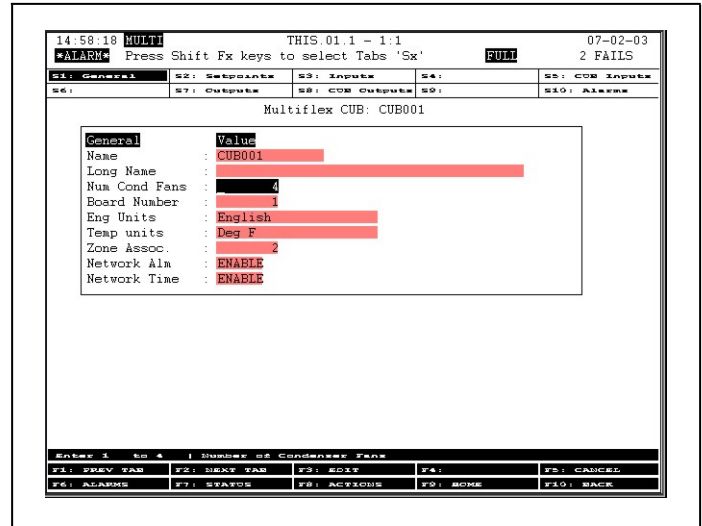 14:58:18 MULTI THIS.01.1 - 1:1 07-02-03
*ALARM* Press Shift Fx keys to select Tabs 'Sx' FULL 2 FAILS
S1: General S2: Setpoints S3: Inputs S4: S5: CUB Inputs
S6: S7: Outputs S8: CUB Outputs S9: S10: Alarms
Multiflex CUB: CUB001
General Value
Name : CUB001
Long Name :
Num Cond Fans : _ 4
Board Number : 1
Eng Units : English
Temp units : Deg F
Zone Assoc. : 2
Network Alm : ENABLE
Network Time : ENABLE
Enter 1 to 4 | Number of Condenser Fans
F1: PREV TAB F2: NEXT TAB F3: EDIT F4: F5: CANCEL
F6: ALARMS F7: STATUS F8: ACTIONS F9: HOME F10: BACK